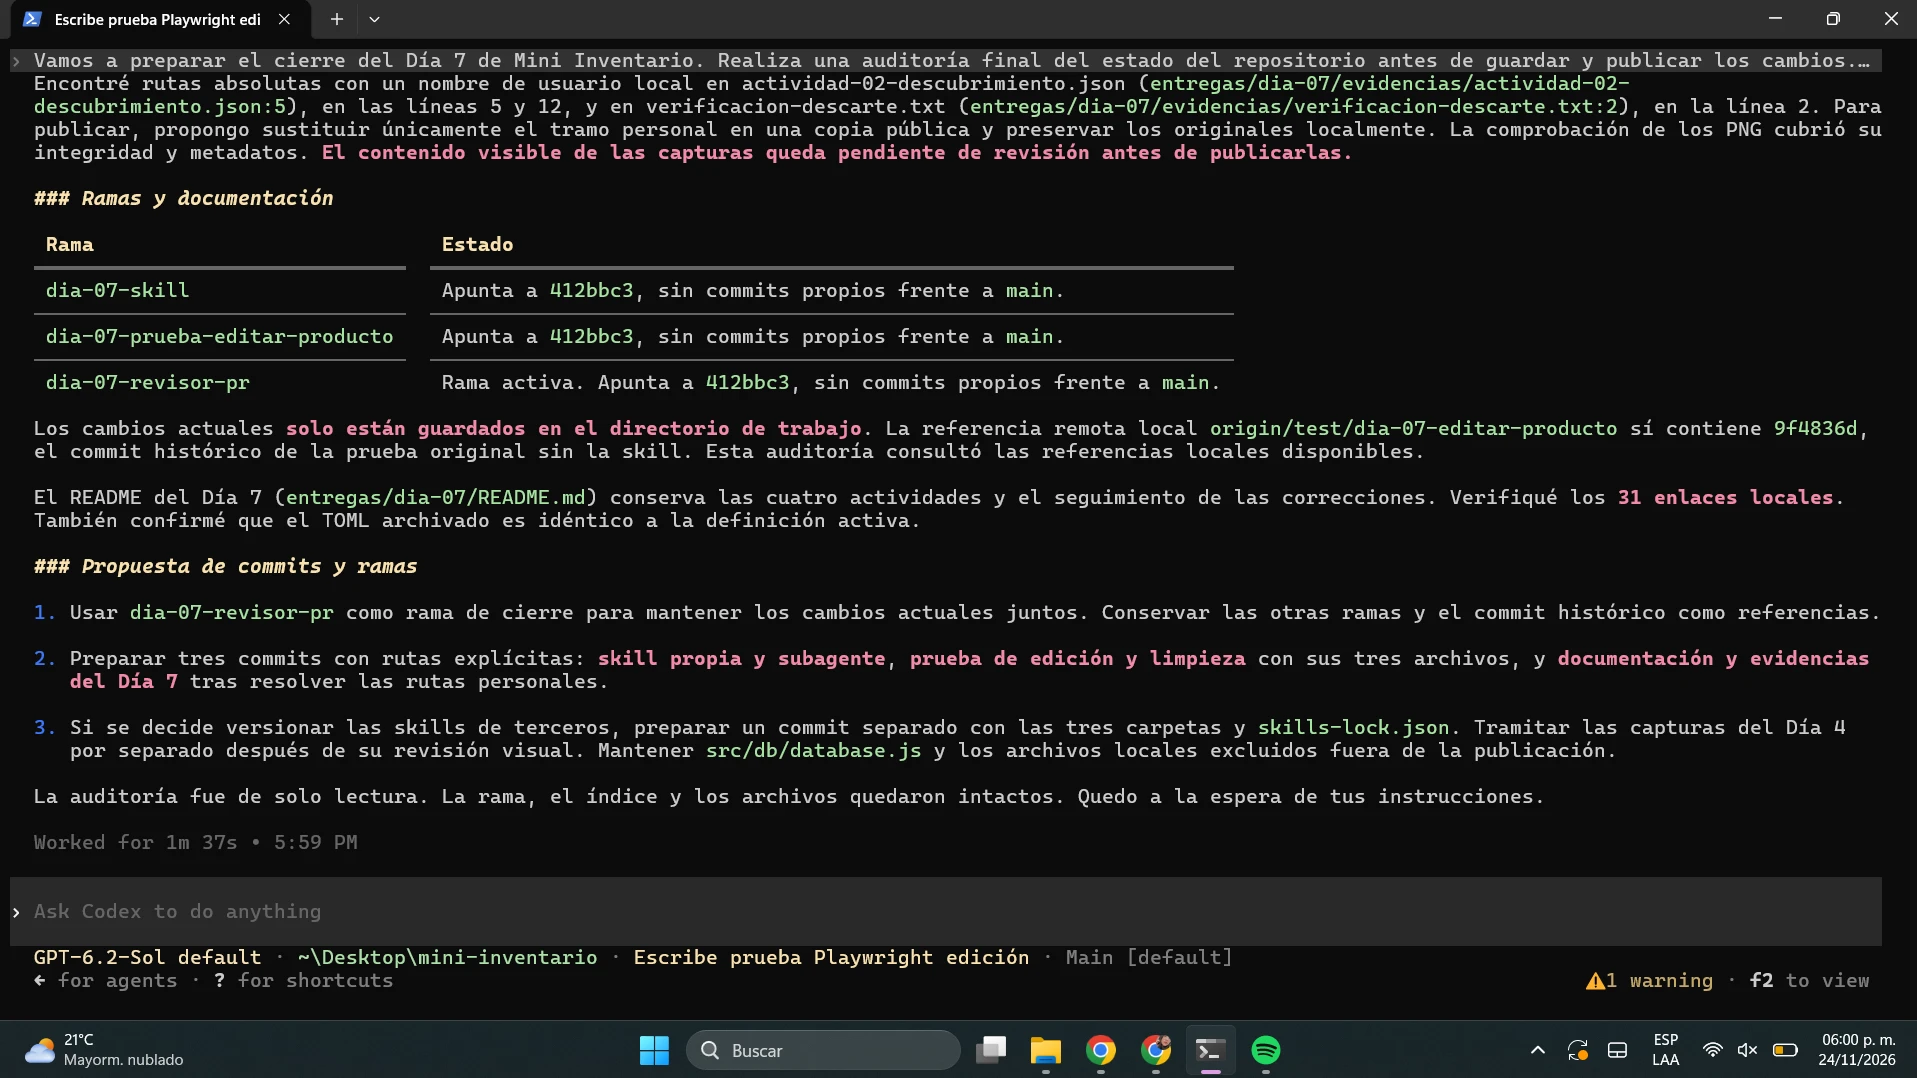 Escribe prueba Playwright edi
› Vamos a preparar el cierre del Día 7 de Mini Inventario. Realiza una auditoría final del estado del repositorio antes de guardar y publicar los cambios.…
Encontré rutas absolutas con un nombre de usuario local en actividad-02-descubrimiento.json (entregas/dia-07/evidencias/actividad-02-
descubrimiento.json:5), en las líneas 5 y 12, y en verificacion-descarte.txt (entregas/dia-07/evidencias/verificacion-descarte.txt:2), en la línea 2. Para
publicar, propongo sustituir únicamente el tramo personal en una copia pública y preservar los originales localmente. La comprobación de los PNG cubrió su
integridad y metadatos. El contenido visible de las capturas queda pendiente de revisión antes de publicarlas.
### Ramas y documentación
Rama Estado
dia-07-skill Apunta a 412bbc3, sin commits propios frente a main.
dia-07-prueba-editar-producto Apunta a 412bbc3, sin commits propios frente a main.
dia-07-revisor-pr Rama activa. Apunta a 412bbc3, sin commits propios frente a main.
Los cambios actuales solo están guardados en el directorio de trabajo. La referencia remota local origin/test/dia-07-editar-producto sí contiene 9f4836d,
el commit histórico de la prueba original sin la skill. Esta auditoría consultó las referencias locales disponibles.
El README del Día 7 (entregas/dia-07/README.md) conserva las cuatro actividades y el seguimiento de las correcciones. Verifiqué los 31 enlaces locales.
También confirmé que el TOML archivado es idéntico a la definición activa.
### Propuesta de commits y ramas
1. Usar dia-07-revisor-pr como rama de cierre para mantener los cambios actuales juntos. Conservar las otras ramas y el commit histórico como referencias.
2. Preparar tres commits con rutas explícitas: skill propia y subagente, prueba de edición y limpieza con sus tres archivos, y documentación y evidencias
del Día 7 tras resolver las rutas personales.
3. Si se decide versionar las skills de terceros, preparar un commit separado con las tres carpetas y skills-lock.json. Tramitar las capturas del Día 4
por separado después de su revisión visual. Mantener src/db/database.js y los archivos locales excluidos fuera de la publicación.
La auditoría fue de solo lectura. La rama, el índice y los archivos quedaron intactos. Quedo a la espera de tus instrucciones.
Worked for 1m 37s • 5:59 PM
› Ask Codex to do anything
GPT-6.2-Sol default · ~\Desktop\mini-inventario · Escribe prueba Playwright edición · Main [default]
← for agents · ? for shortcuts
⚠1 warning · f2 to view
21°C
Mayorm. nublado
Buscar
ESP
LAA
06:00 p. m.
24/11/2026